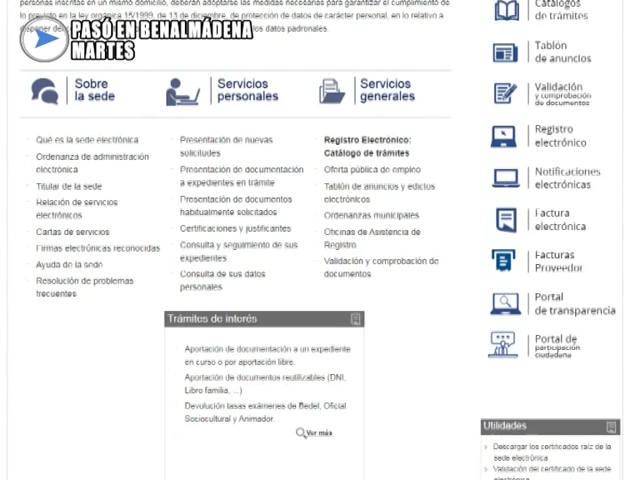 personas inscritas en un mismo domicilio, deberán adoptarse las medidas necesarias para garantizar el cumplimiento de
lo previsto en la ley orgánica 15/1999, de 13 de diciembre, de protección de datos de carácter personal, en lo relativo a
los datos padronales.
PASÓ EN BENALMÁDENA
MARTES
Sobre
la sede
Servicios
personales
Servicios
generales
Qué es la sede electrónica
Ordenanza de administración
electrónica
Titular de la sede
Relación de servicios
electrónicos
Cartas de servicios
Firmas electrónicas reconocidas
Ayuda de la sede
Resolución de problemas
frecuentes
Presentación de nuevas
solicitudes
Presentación de documentación
a expedientes en trámite
Presentación de documentos
habitualmente solicitados
Certificaciones y justificantes
Consulta y seguimiento de sus
expedientes
Consulta de sus datos
personales
Registro Electrónico:
Catálogo de trámites
Oferta pública do empleo
Tablón de anuncios y edictos
electrónicos
Ordenanzas municipales
Oficinas de Asistencia de
Registro
Validación y comprobación de
documentos
Trámites de interés
Aportación de documentación a un expediente
en curso o por aportación libre.
Aportación de documentos reutilizables (DNI,
Libro familia, ...)
Devolución tasas exámenes de Bedel, Oficial
Sociocultural y Animador.
Ver más
Catálogos
de trámites
Tablón
de anuncios
Validación
y comprobación
de documentos
Registro
electrónico
Notificaciones
electrónicas
Factura
electrónica
Facturas
Proveedor
Portal
de transparencia
Portal de
participación
ciudadana
Utilidades
Descargar los certificados raíz de la
sede electrónica
Validación del certificado de la sede
electrónica